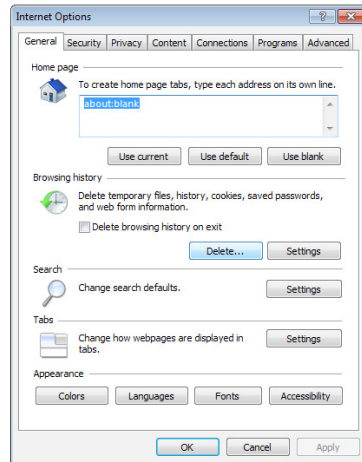 Internet Options
General Security Privacy Content Connections Programs Advanced
Home page
To create home page tabs, type each address on its own line.
about:blank
Use current Use default Use blank
Browsing history
Delete temporary files, history, cookies, saved passwords,
and web form information.
Delete browsing history on exit
Delete... Settings
Search
Change search defaults. Settings
Tabs
Change how webpages are displayed in
tabs.
Settings
Appearance
Colors Languages Fonts Accessibility
OK Cancel Apply